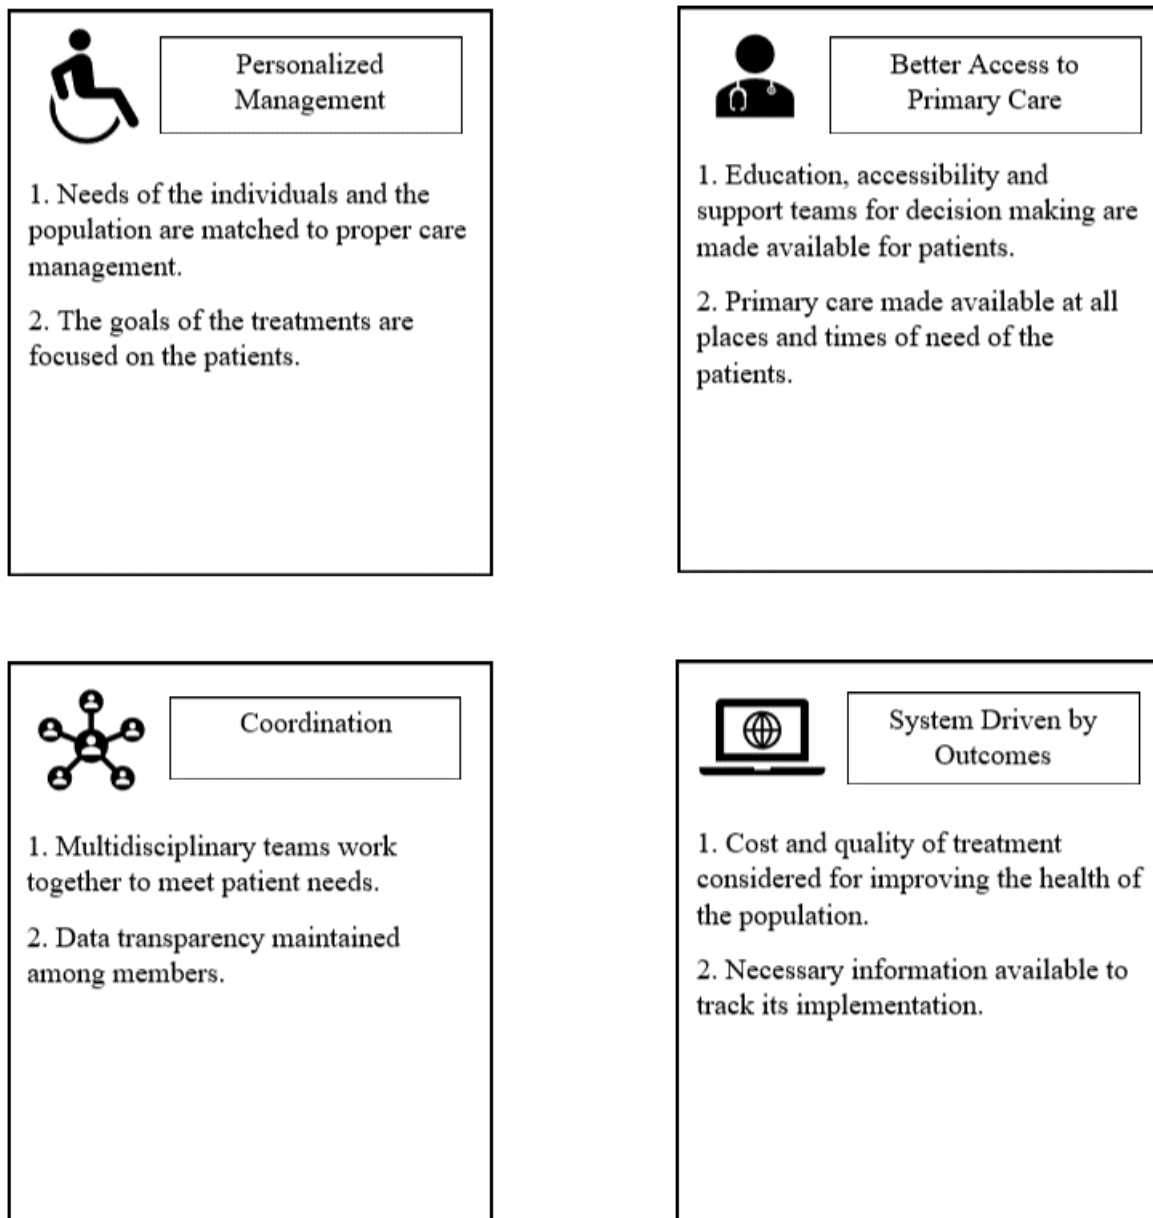 Personalized
Management
1. Needs of the individuals and the
population are matched to proper care
management.
2. The goals of the treatments are
focused on the patients.
Better Access to
Primary Care
1. Education, accessibility and
support teams for decision making are
made available for patients.
2. Primary care made available at all
places and times of need of the
patients.
Coordination
1. Multidisciplinary teams work
together to meet patient needs.
2. Data transparency maintained
among members.
System Driven by
Outcomes
1. Cost and quality of treatment
considered for improving the health of
the population.
2. Necessary information available to
track its implementation.